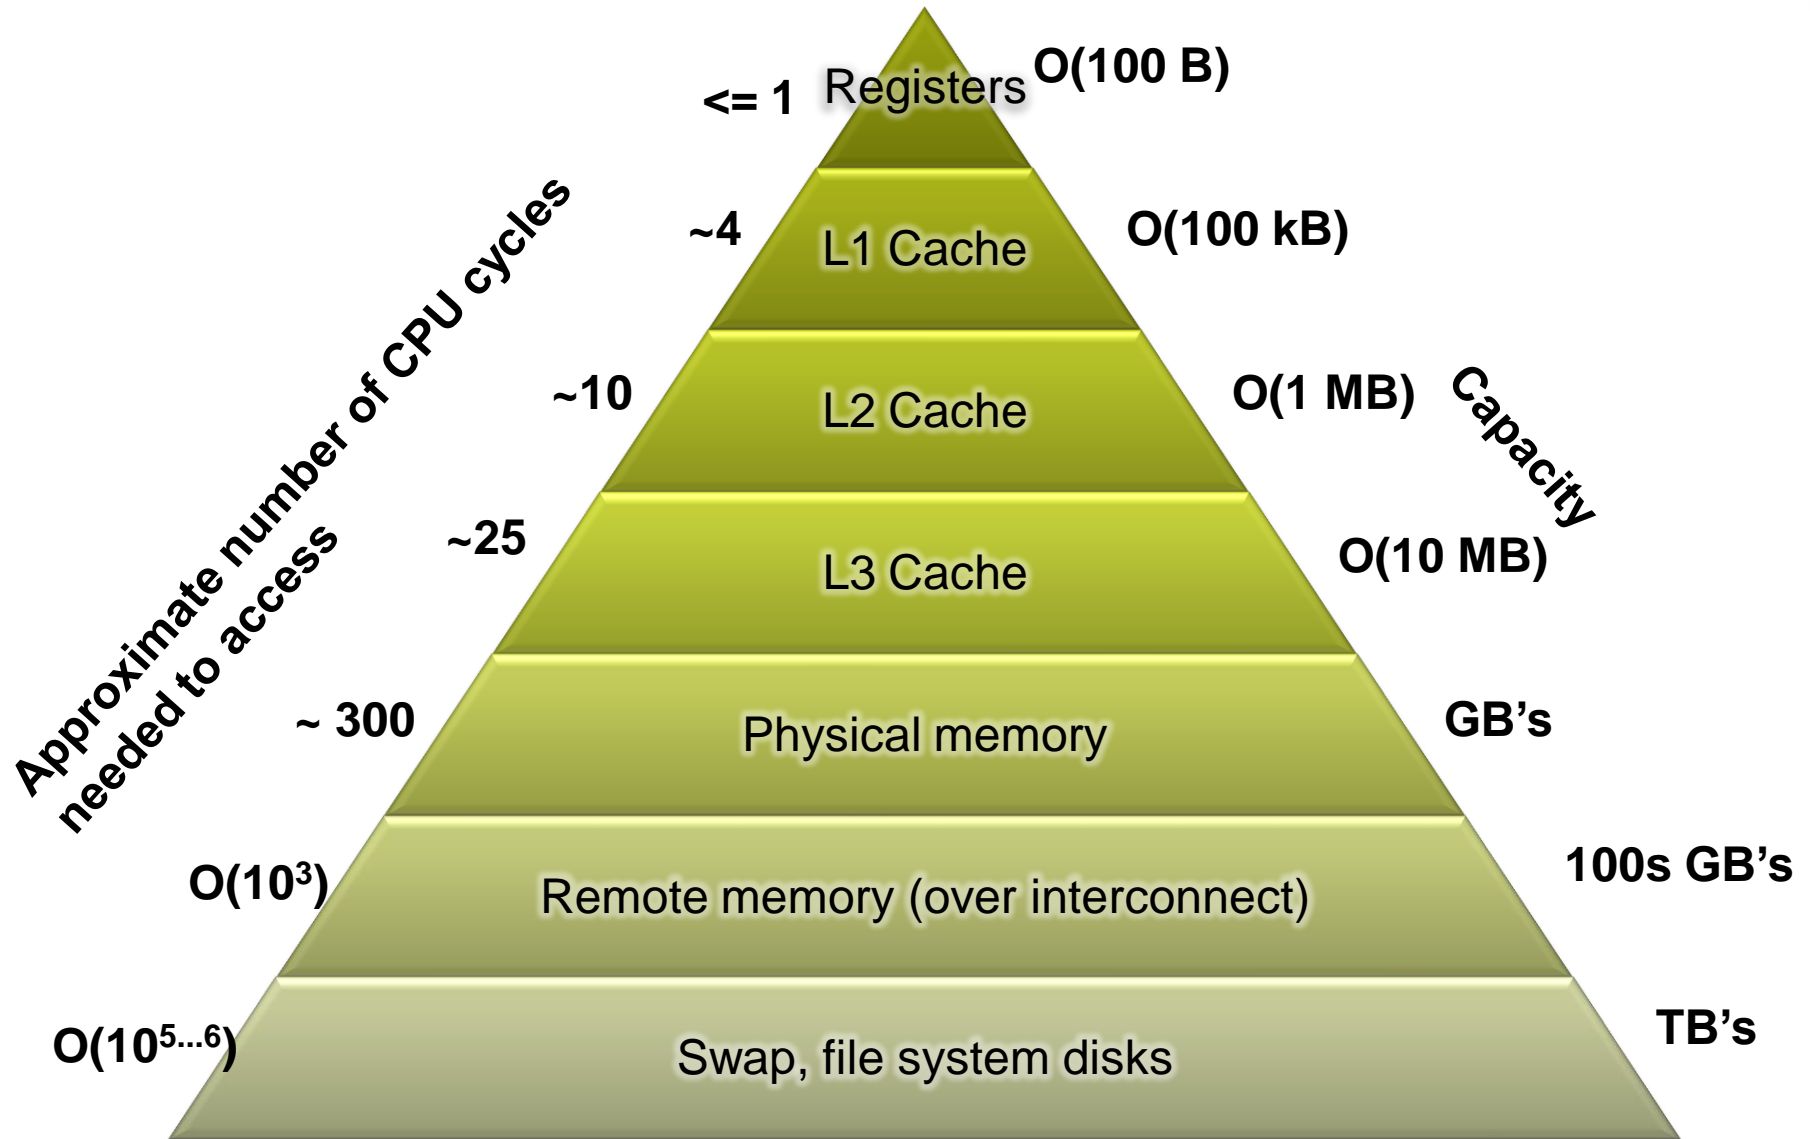 <= 1
Registers
O(100 B)
~4
L1 Cache
O(100 kB)
~10
L2 Cache
O(1 MB)
~25
L3 Cache
O(10 MB)
~ 300
Physical memory
GB’s
O(10³)
Remote memory (over interconnect)
100s GB’s
O(10⁵…⁶)
Swap, file system disks
TB’s
Approximate number of CPU cycles
needed to access
Capacity